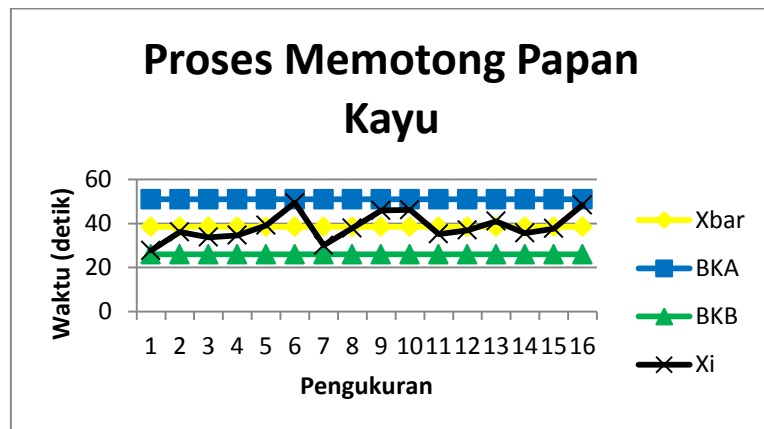 Proses Memotong Papan
Kayu
Waktu (detik)
60
40
20
0
1 2 3 4 5 6 7 8 9 10 11 12 13 14 15 16
Pengukuran
Xbar
BKA
BKB
Xi